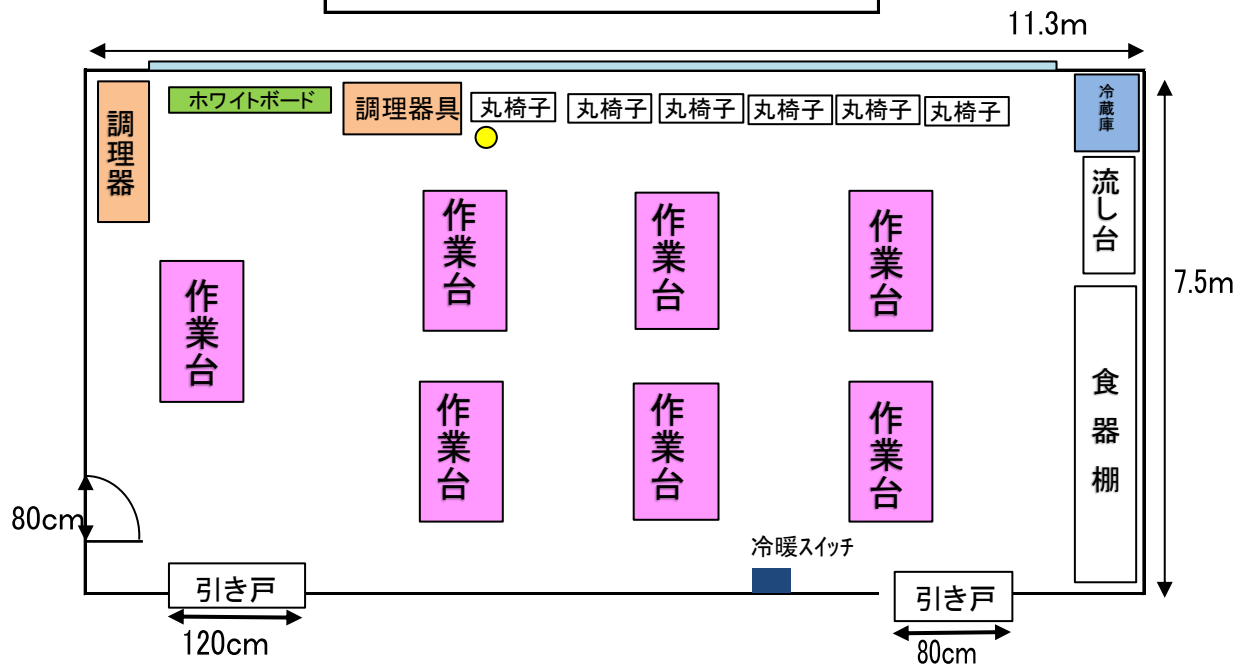 11.3m
ホワイトボード
調理器具
丸椅子
丸椅子
丸椅子
丸椅子
丸椅子
丸椅子
冷蔵庫
調理器
流し台
作業台
作業台
作業台
作業台
7.5m
食器棚
作業台
作業台
作業台
80cm
冷暖スイッチ
引き戸
引き戸
120cm
80cm